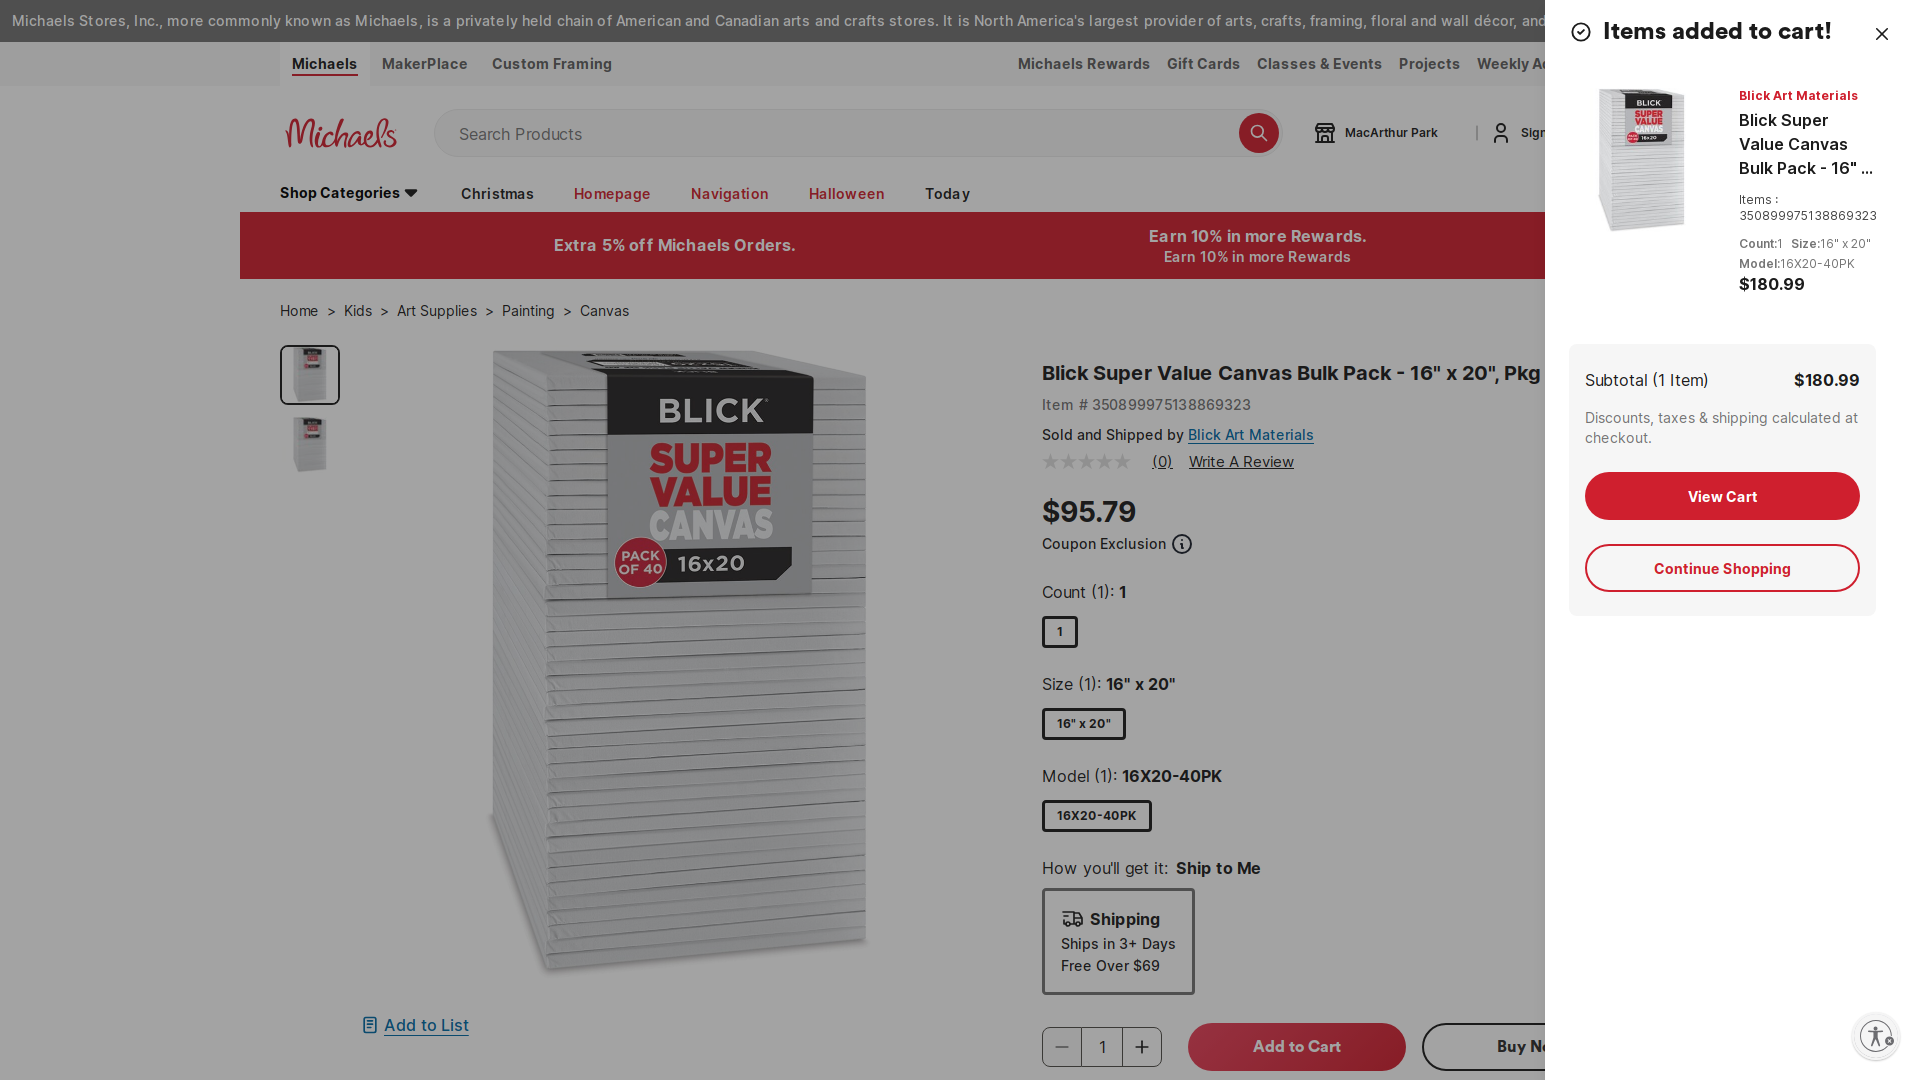 Michaels Stores, Inc., more commonly known as Michaels, is a privately held chain of American and Canadian arts and crafts stores. It is North America's largest provider of arts, crafts, framing, floral and wall décor, and
Michaels
MakerPlace
Custom Framing
Michaels Rewards
Gift Cards
Classes & Events
Projects
Weekly
Michaels
Search Products
MacArthur Park
Sign
Shop Categories
Christmas
Homepage
Navigation
Halloween
Today
Extra 5% off Michaels Orders.
Earn 10% in more Rewards.
Earn 10% in more Rewards
Home > Kids > Art Supplies > Painting > Canvas
BLICK
SUPER
VALUE
CANVAS
PACK
OF 40
16x20
Add to List
Blick Super Value Canvas Bulk Pack - 16" x 20", Pkg
Item # 350899975138869323
Sold and Shipped by Blick Art Materials
(0)
Write A Review
$95.79
Coupon Exclusion
Count (1): 1
1
Size (1): 16" x 20"
16" x 20"
Model (1): 16X20-40PK
16X20-40PK
How you'll get it: Ship to Me
Shipping
Ships in 3+ Days
Free Over $69
1
Add to Cart
Buy
Items added to cart!
BLICK
SUPER
VALUE
CANVAS
16x20
Blick Art Materials
Blick Super
Value Canvas
Bulk Pack - 16" ...
Items :
350899975138869323
Count:1 Size:16" x 20"
Model:16X20-40PK
$180.99
Subtotal (1 Item) $180.99
Discounts, taxes & shipping calculated at
checkout.
View Cart
Continue Shopping